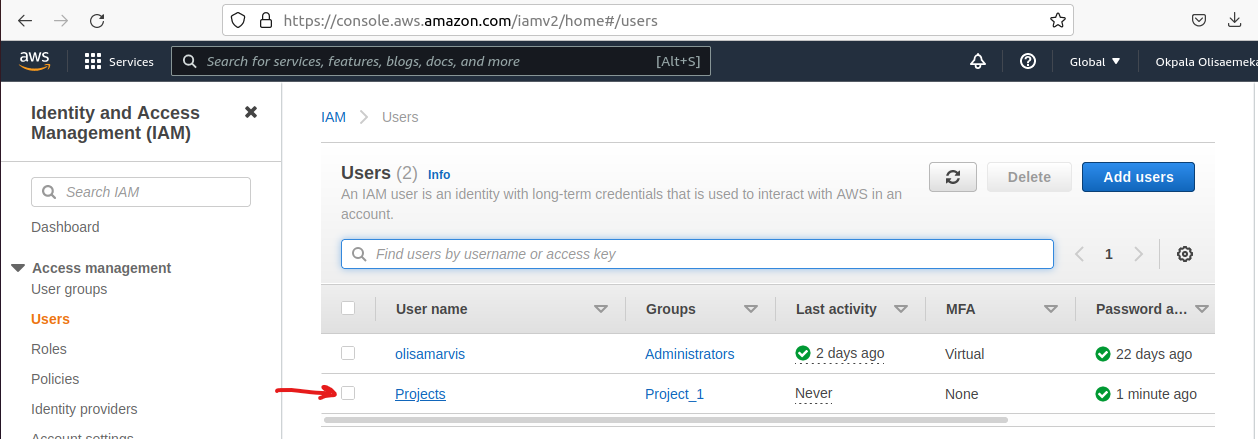 https://console.aws.amazon.com/iamv2/home#/users
aws
Services
Search for services, features, blogs, docs, and more
[Alt+S]
Global
Okpala Olisaemeka
Identity and Access
Management (IAM)
Search IAM
Dashboard
Access management
User groups
Users
Roles
Policies
Identity providers
Account settings
IAM
Users
Users (2) Info
An IAM user is an identity with long-term credentials that is used to interact with AWS in an
account.
Delete
Add users
Find users by username or access key
1
User name Groups Last activity MFA Password a...
olisamarvis Administrators 2 days ago Virtual 22 days ago
Projects Project_1 Never None 1 minute ago